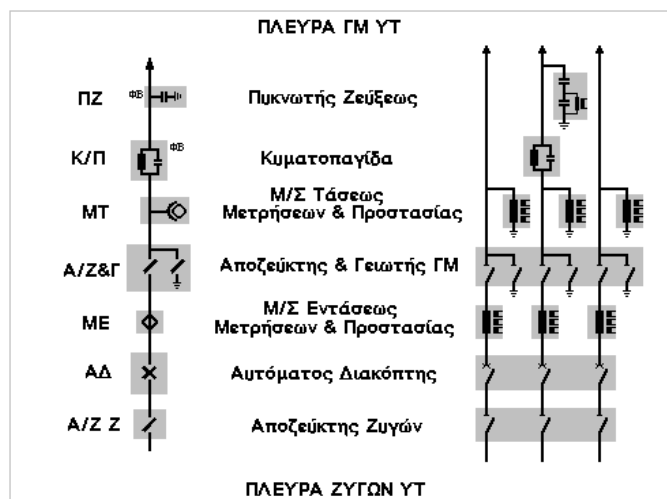 ΠΛΕΥΡΑ ΓΜ ΥΤ
ΠΖ ΦΒ Πυκνωτής Ζεύξεως
Κ/Π ΦΒ Κυματοπαγίδα
ΜΤ Μ/Σ Τάσεως
Μετρήσεων & Προστασίας
Α/Ζ&Γ Αποζεύκτης & Γειωτής ΓΜ
ΜΕ Μ/Σ Εντάσεως
Μετρήσεων & Προστασίας
ΑΔ Αυτόματος Διακόπτης
Α/Ζ Ζ Αποζεύκτης Ζυγών
ΠΛΕΥΡΑ ΖΥΓΩΝ ΥΤ